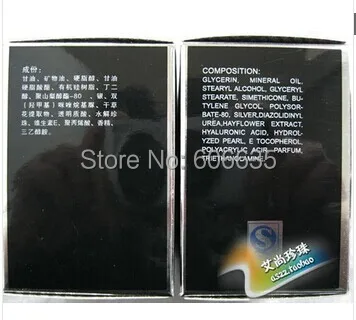 成份:
甘油、矿物油、硬脂醇、甘油
硬脂酸酯、有机硅树脂、丁二
醇、聚山梨醇酯-80 、银、双
(羟甲基)咪唑烷基脲、干草
花提取物、透明质酸、水解珍
珠、维生素E、聚丙烯酸、香精、
三乙醇胺。
COMPOSITION:
GLYCERIN, MINERAL OIL,
STEARYL ALCOHOL, GLYCERYL
STEARATE, SIMETHICONE, BU-
TYLENE GLYCOL, POLYSOR-
BATE-80, SILVER,DIAZOLIDINYL
UREA,HAYFLOWER EXTRACT,
HYALURONIC ACID, HYDROL-
YZED PEARL, E TOCOPHEROL,
POLYACRYLIC ACID,PARFUM,
TRIETHANOLAMINE.
Store No: 606635
艾尚珍珠
a522.taobao